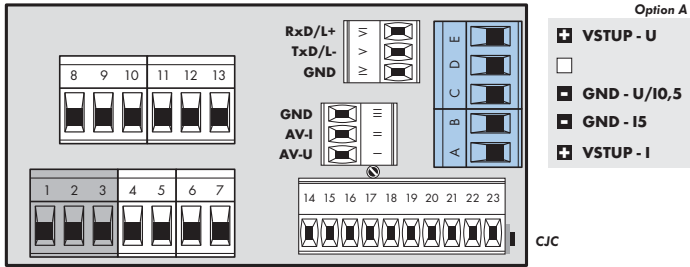 Option A
RxD/L+ VI
TxD/L- V
GND IV
E
D
C
B
A
VSTUP - U
GND - U/I0,5
GND - I5
VSTUP - I
8 9 10 11 12 13
GND III
AV-I II
AV-U I
1 2 3 4 5 6 7
14 15 16 17 18 19 20 21 22 23
CJC